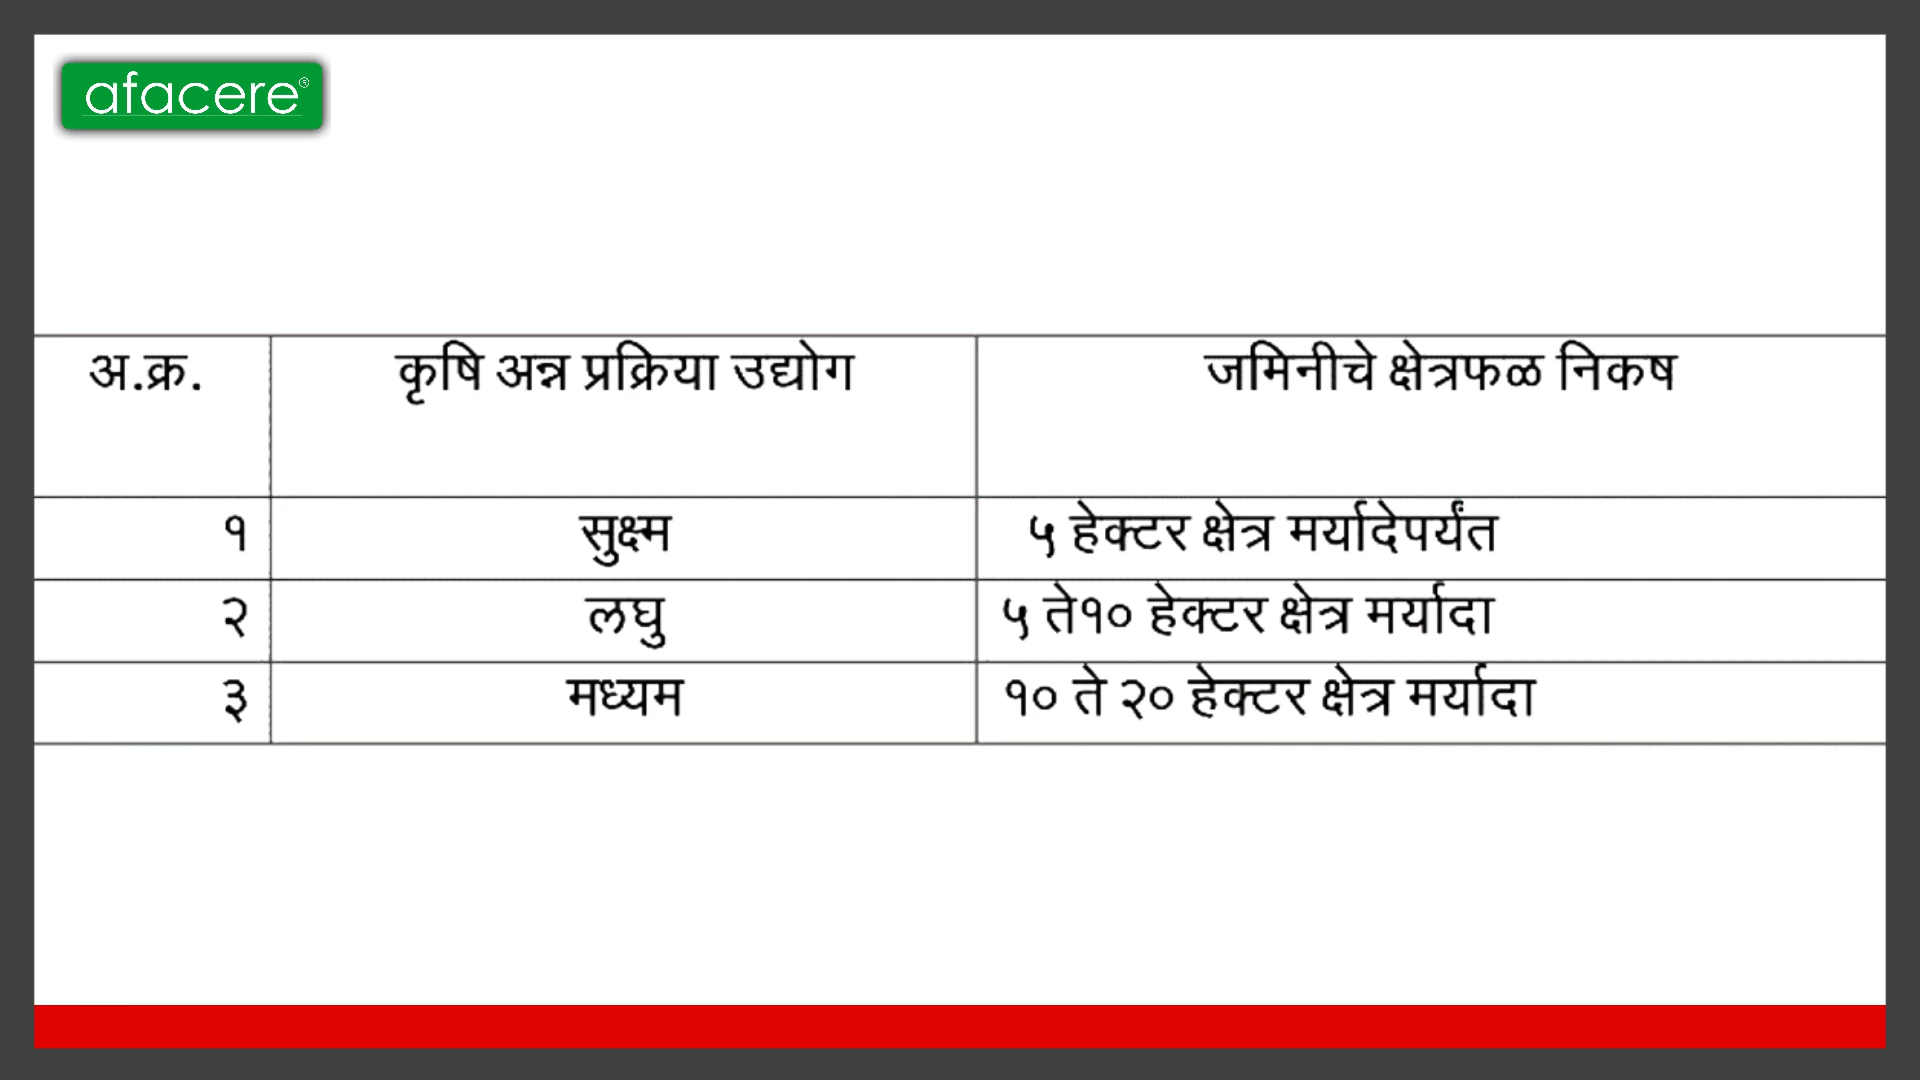 afacere®
अ.क्र. कृषि अन्न प्रक्रिया उद्योग जमिनीचे क्षेत्रफळ निकष
१ सुक्ष्म ५ हेक्टर क्षेत्र मर्यादेपर्यंत
२ लघु ५ ते१० हेक्टर क्षेत्र मर्यादा
३ मध्यम १० ते २० हेक्टर क्षेत्र मर्यादा